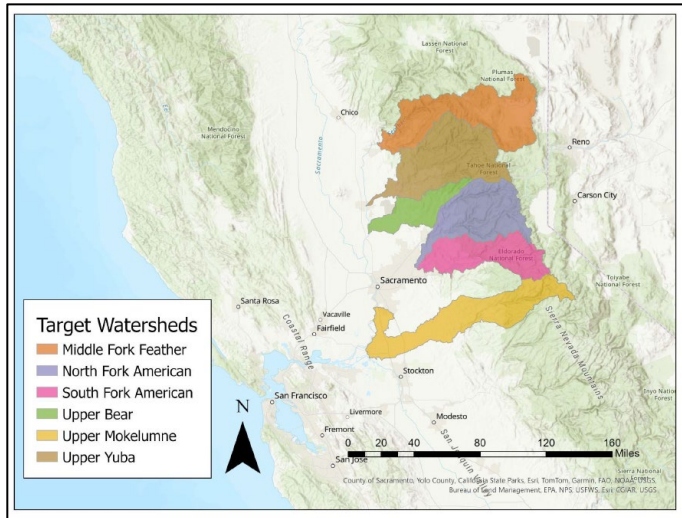 Lassen National
Forest
Plumas
National Forest
Chico
Mendocino
National Forest
Sacramento
Reno
Tahoe National
Forest
Carson City
Eldorado
National Forest
Sacramento
Toiyabe
National Forest
Santa Rosa
Vacaville
Fairfield
Coastal Range
Sierra Nevada Mountains
Stockton
Inyo National
Forest
San Francisco
Livermore
Modesto
Fremont
San Jose
San Joaquin Valley
Sierra National
Forest
Target Watersheds
Middle Fork Feather
North Fork American
South Fork American
Upper Bear
Upper Mokelumne
Upper Yuba
N
0 20 40 80 120 160
Miles
County of Sacramento, Yolo County, California State Parks, Esri, TomTom, Garmin, FAO, NOAA, USGS,
Bureau of Land Management, EPA, NPS, USFWS, Esri, CGIAR, USGS